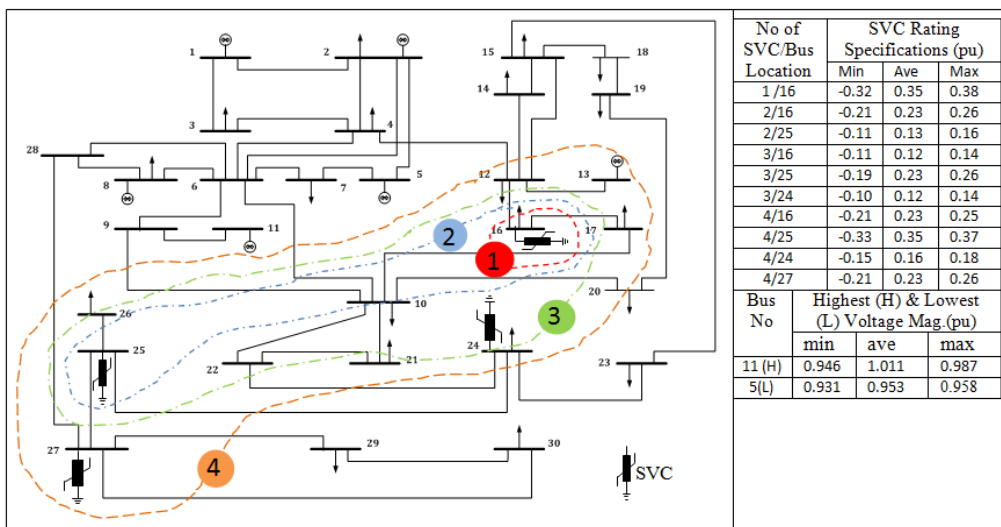 1
2
15
18
14
19
3
4
28
12
13
8
6
7
5
9
11
2
16
17
1
10
20
26
3
24
25
22
21
23
27
29
30
4
SVC
No of SVC/Bus Location
SVC Rating Specifications (pu)
Min Ave Max
1 /16 -0.32 0.35 0.38
2/16 -0.21 0.23 0.26
2/25 -0.11 0.13 0.16
3/16 -0.11 0.12 0.14
3/25 -0.19 0.23 0.26
3/24 -0.10 0.12 0.14
4/16 -0.21 0.23 0.25
4/25 -0.33 0.35 0.37
4/24 -0.15 0.16 0.18
4/27 -0.21 0.23 0.26
Bus No
Highest (H) & Lowest (L) Voltage Mag.(pu)
min ave max
11 (H) 0.946 1.011 0.987
5(L) 0.931 0.953 0.958